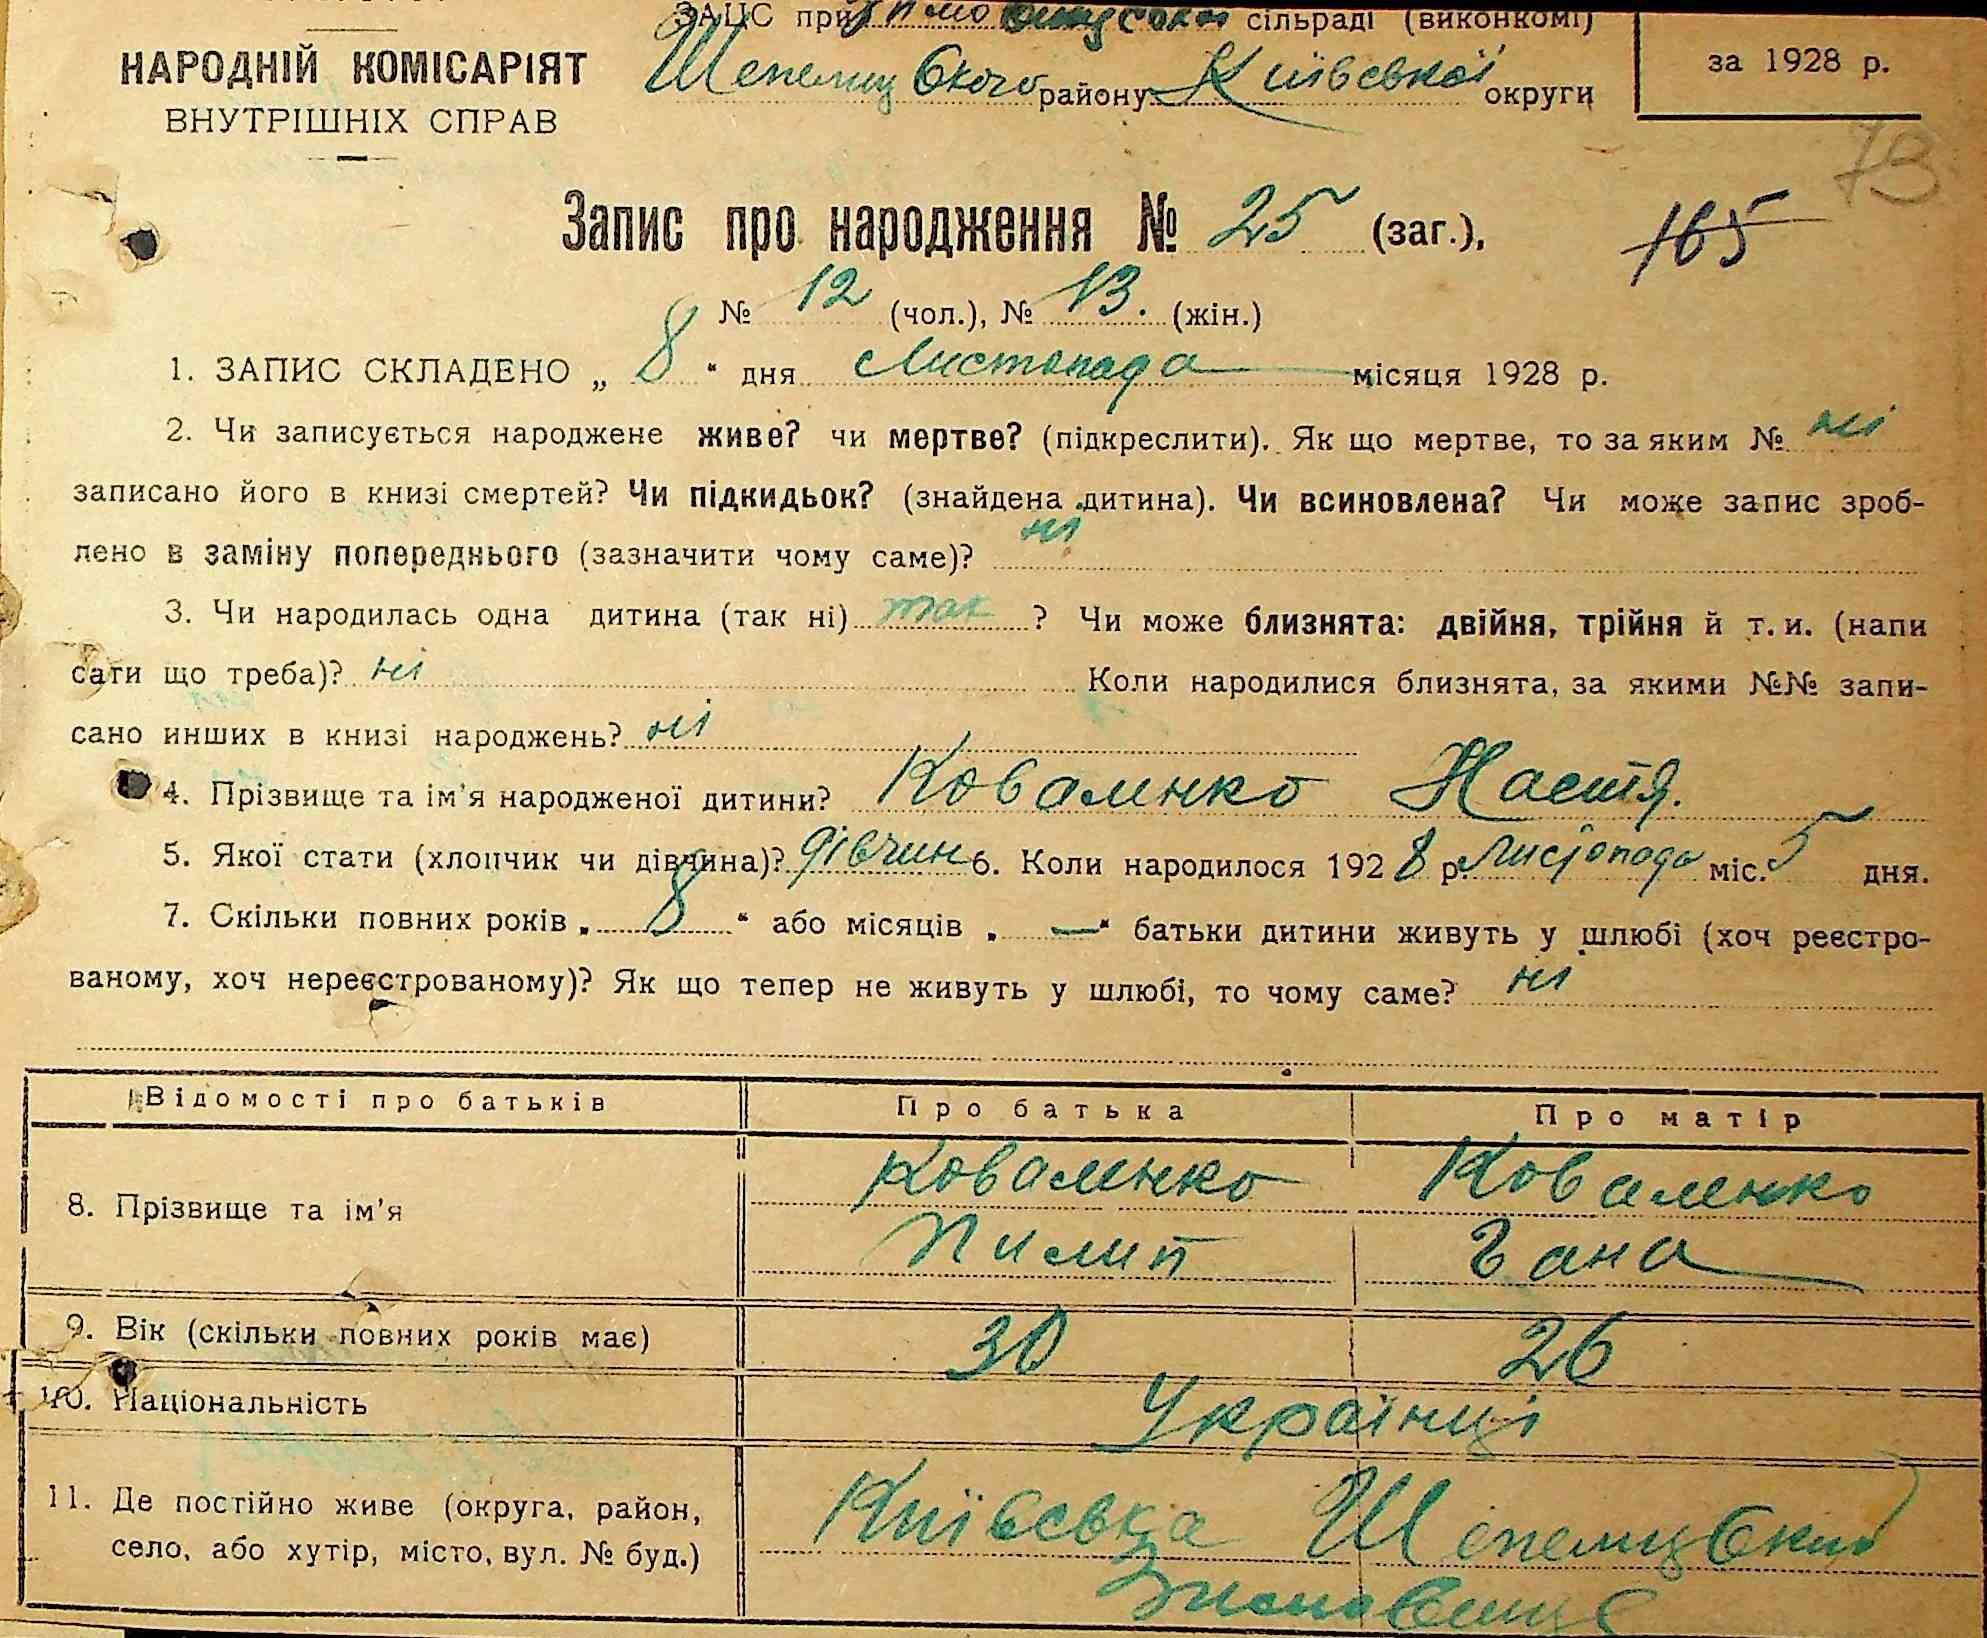 ЗАЦС при Зимовищуської сільраді (виконкомі)
НАРОДНІЙ КОМІСАРІЯТ
ВНУТРІШНІХ СПРАВ
Шепелицького району Київської округи
за 1928 р.
73
Запис про народження № 25 (заг.),
165
№ 12 (чол.), № 13. (жін.)
1. ЗАПИС СКЛАДЕНО „ 8 “ дня Листопада місяця 1928 р.
2. Чи записується народжене живе? чи мертве? (підкреслити). Як що мертве, то за яким № ні
записано його в книзі смертей? Чи підкидьок? (знайдена дитина). Чи всиновлена? Чи може запис зроб-
лено в заміну попереднього (зазначити чому саме)? ні
3. Чи народилась одна дитина (так ні) так ? Чи може близнята: двійня, трійня й т. и. (напи
сати що треба)? ні Коли народилися близнята, за якими №№ запи-
сано инших в книзі народжень? ні
4. Прізвище та ім'я народженої дитини? Коваленко Настя.
5. Якої стати (хлопчик чи дівчина)? дівчин 6. Коли народилося 1928 р. Листопада міс. 5 дня.
7. Скільки повних років „ 8 “ або місяців „ — “ батьки дитини живуть у шлюбі (хоч реєстро-
ваному, хоч нереєстрованому)? Як що тепер не живуть у шлюбі, то чому саме? ні
Відомості про батьків Про батька Про матір
8. Прізвище та ім'я Коваленко Коваленко
Пилип Гана
9. Вік (скільки повних років має) 30 26
10. Національність Українці
11. Де постійно живе (округа, район, Київська Шепелицький
село, або хутір, місто, вул. № буд.) Зимовище